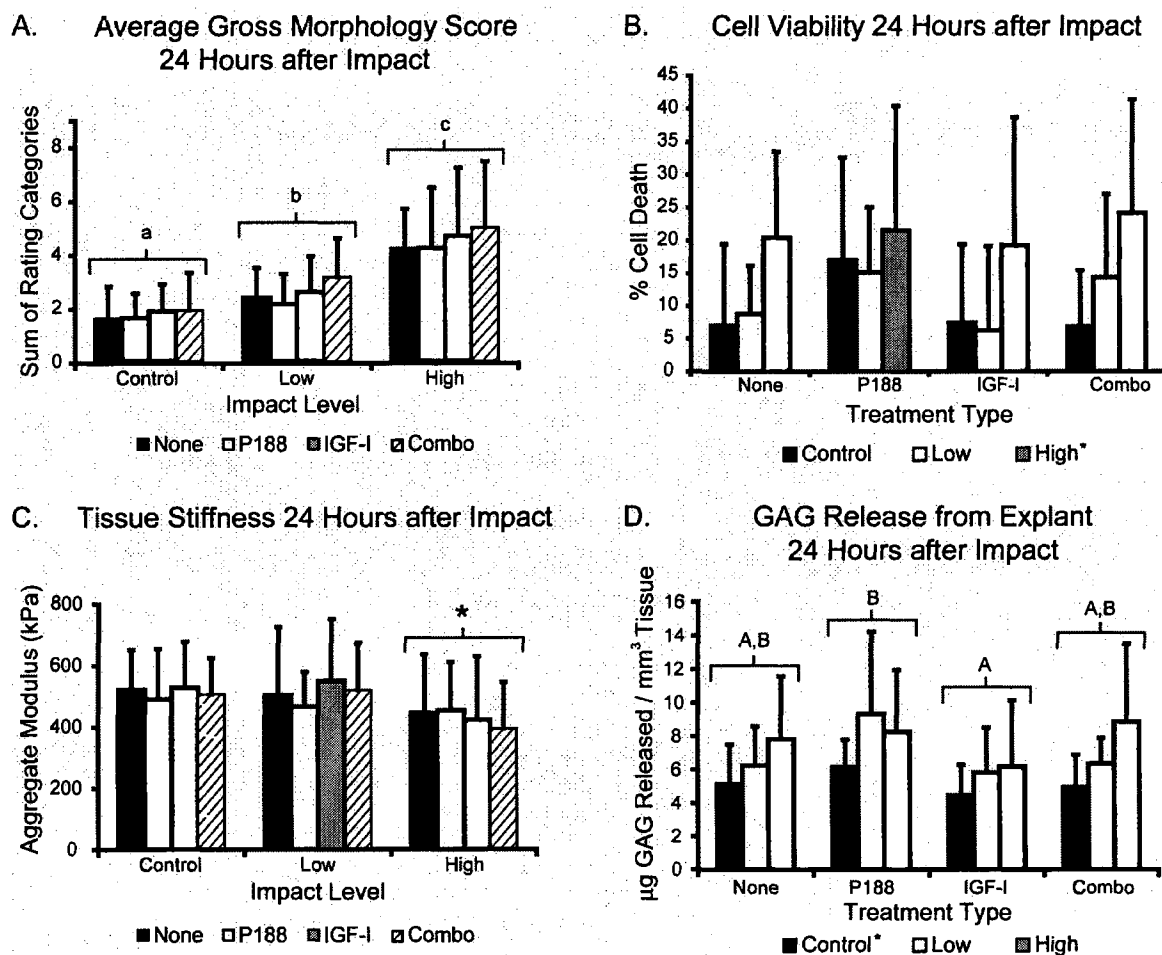 A. Average Gross Morphology Score
24 Hours after Impact
Sum of Rating Categories
8
6
4
2
0
a
b
c
Control Low High
Impact Level
None P188 IGF-I Combo
B. Cell Viability 24 Hours after Impact
% Cell Death
45
40
35
30
25
20
15
10
5
0
None P188 IGF-I Combo
Treatment Type
Control Low High*
C. Tissue Stiffness 24 Hours after Impact
Aggregate Modulus (kPa)
800
600
400
200
0
*
Control Low High
Impact Level
None P188 IGF-I Combo
D. GAG Release from Explant
24 Hours after Impact
µg GAG Released / mm³ Tissue
16
14
12
10
8
6
4
2
0
A,B
B
A
A,B
None P188 IGF-I Combo
Treatment Type
Control* Low High